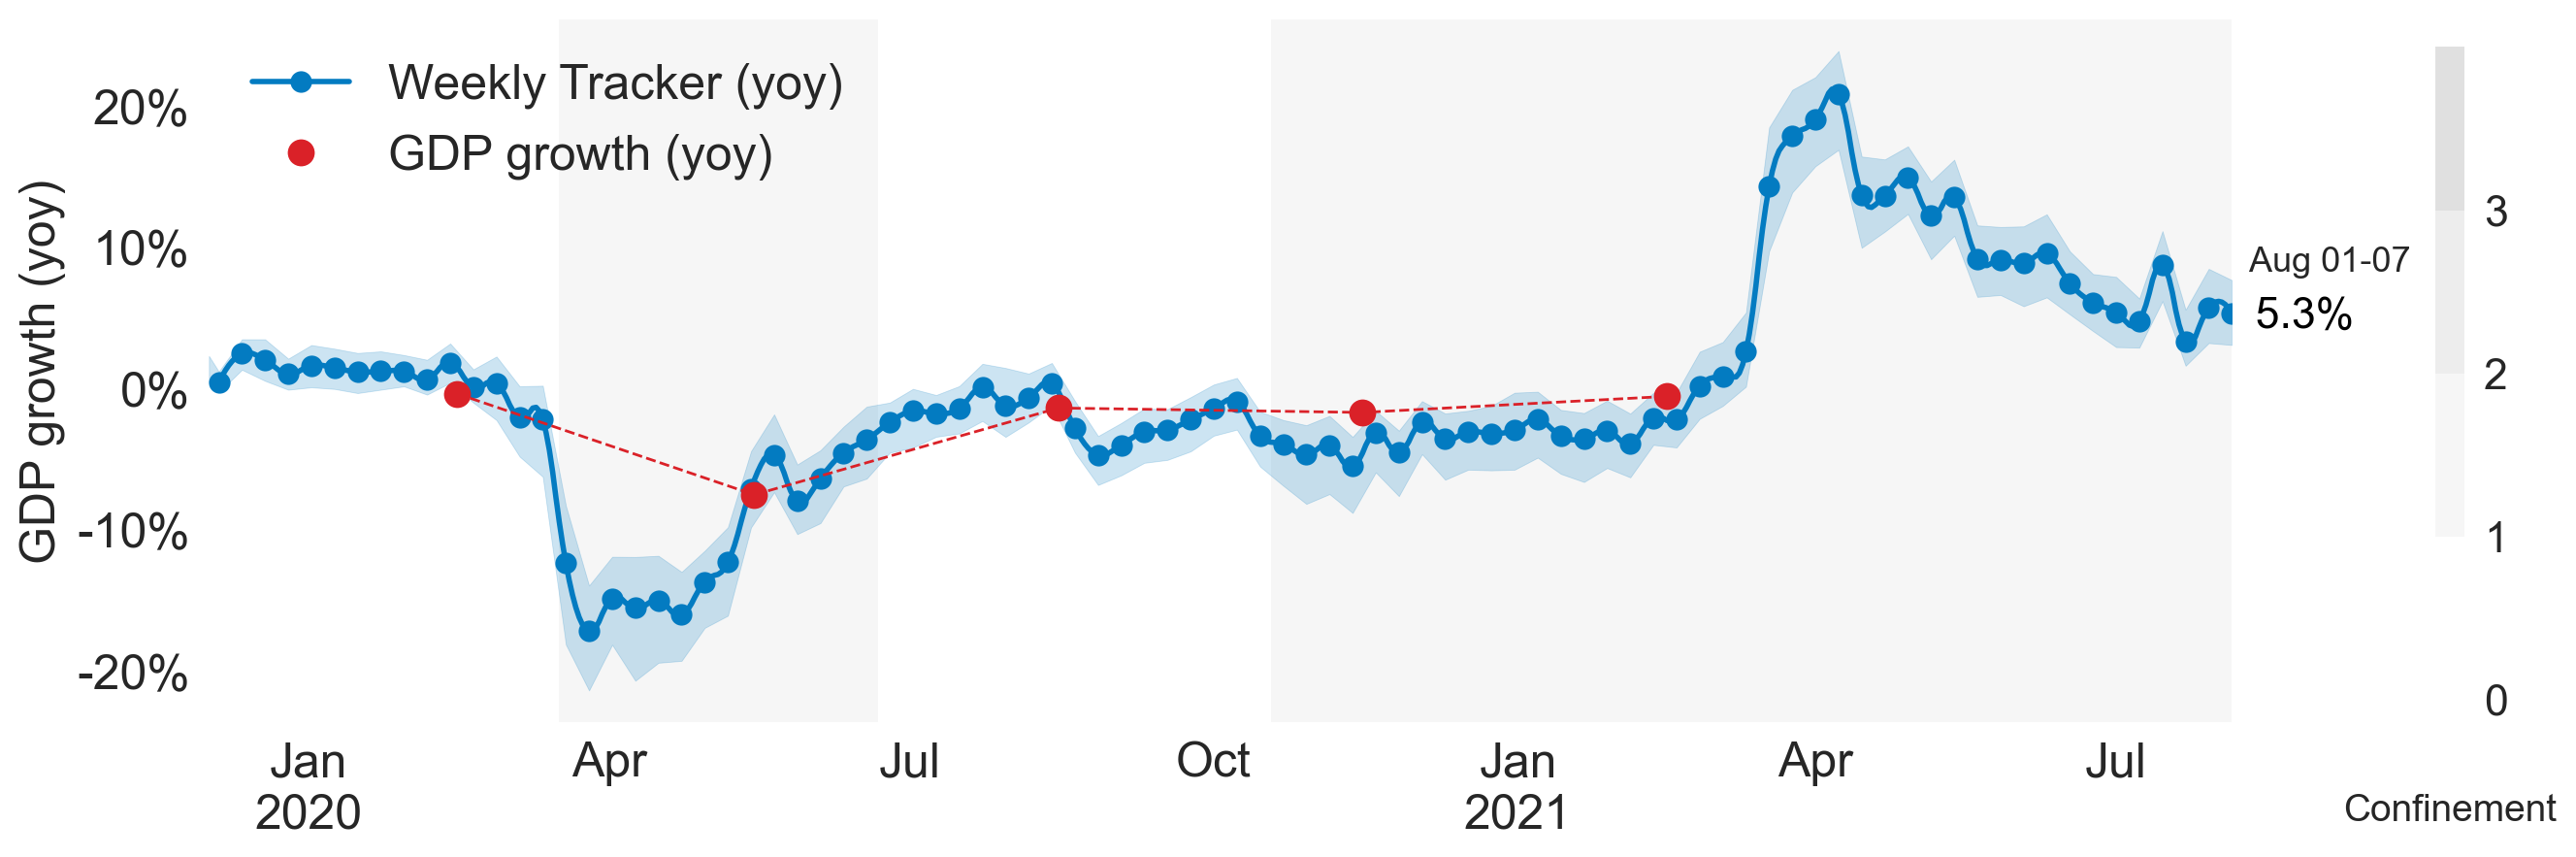 Weekly Tracker (yoy)
GDP growth (yoy)
GDP growth (yoy)
20%
10%
0%
-10%
-20%
Jan
2020
Apr
Jul
Oct
Jan
2021
Apr
Jul
Aug 01-07
5.3%
3
2
1
0
Confinement